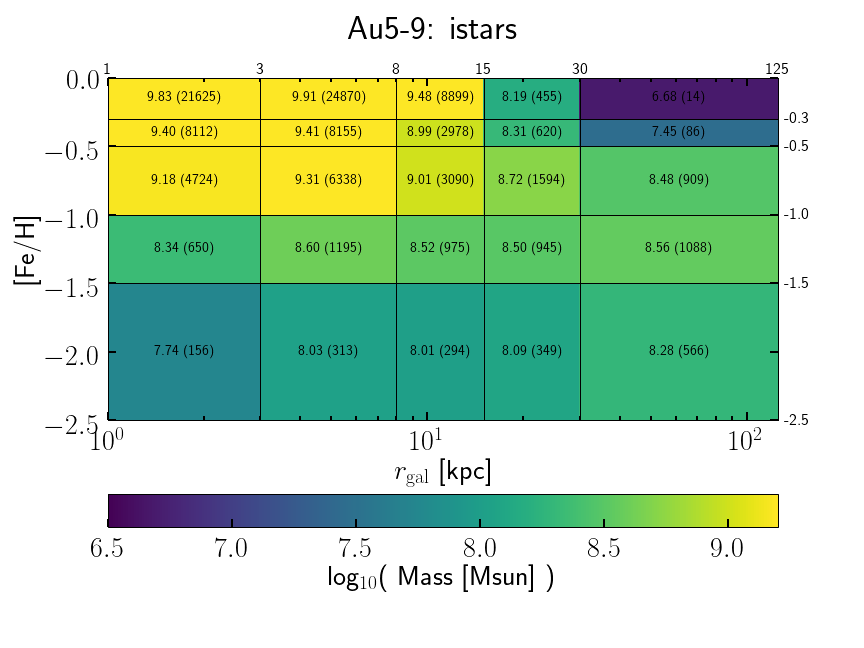 Au5-9: istars
1 3 8 15 30 125
0.0 9.83 (21625) 9.91 (24870) 9.48 (8899) 8.19 (455) 6.68 (14)
-0.3
9.40 (8112) 9.41 (8155) 8.99 (2978) 8.31 (620) 7.45 (86)
−0.5 -0.5
9.18 (4724) 9.31 (6338) 9.01 (3090) 8.72 (1594) 8.48 (909)
−1.0 -1.0
[Fe/H]
8.34 (650) 8.60 (1195) 8.52 (975) 8.50 (945) 8.56 (1088)
−1.5 -1.5
7.74 (156) 8.03 (313) 8.01 (294) 8.09 (349) 8.28 (566)
−2.0
−2.5 -2.5
10⁰ 10¹ 10²
r_gal [kpc]
6.5 7.0 7.5 8.0 8.5 9.0
log₁₀( Mass [Msun] )